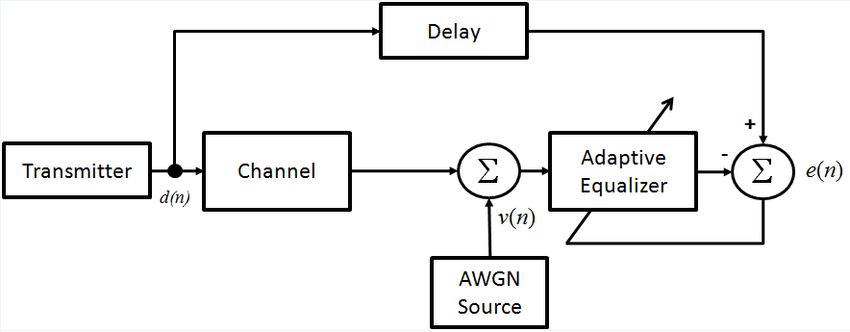 Delay
+
Transmitter
Channel
Σ
Adaptive
Equalizer
-
Σ
e(n)
d(n)
v(n)
AWGN
Source